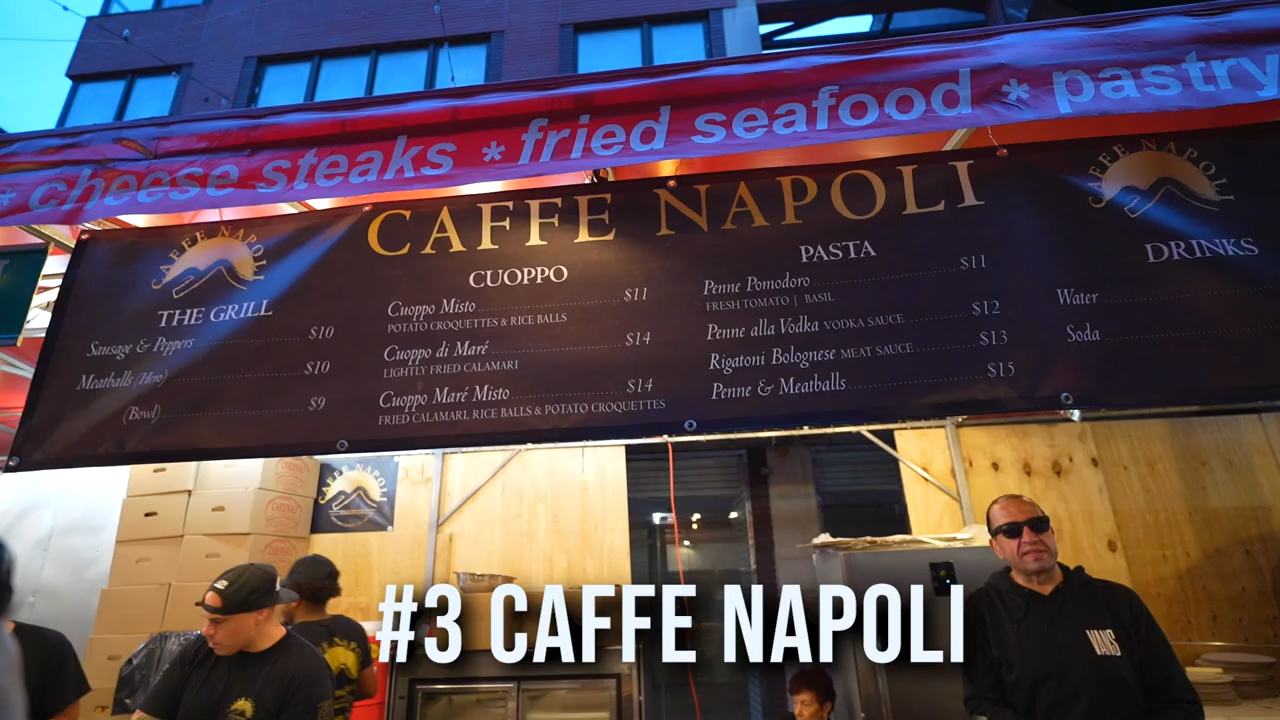 * cheese steaks * fried seafood * pastry
CAFFE NAPOLI
CAFFE NAPOLI
CAFFE NAPOLI
THE GRILL
Sausage & Peppers $10
Meatballs (Hero) $10
(Bowl) $9
CUOPPO
Cuoppo Misto $11
POTATO CROQUETTES & RICE BALLS
Cuoppo di Maré $14
LIGHTLY FRIED CALAMARI
Cuoppo Maré Misto $14
FRIED CALAMARI, RICE BALLS & POTATO CROQUETTES
PASTA
Penne Pomodoro $11
FRESH TOMATO | BASIL
Penne alla Vodka VODKA SAUCE $12
Rigatoni Bolognese MEAT SAUCE $13
Penne & Meatballs $15
DRINKS
Water
Soda
CAFFE NAPOLI
#3 CAFFE NAPOLI
VANS